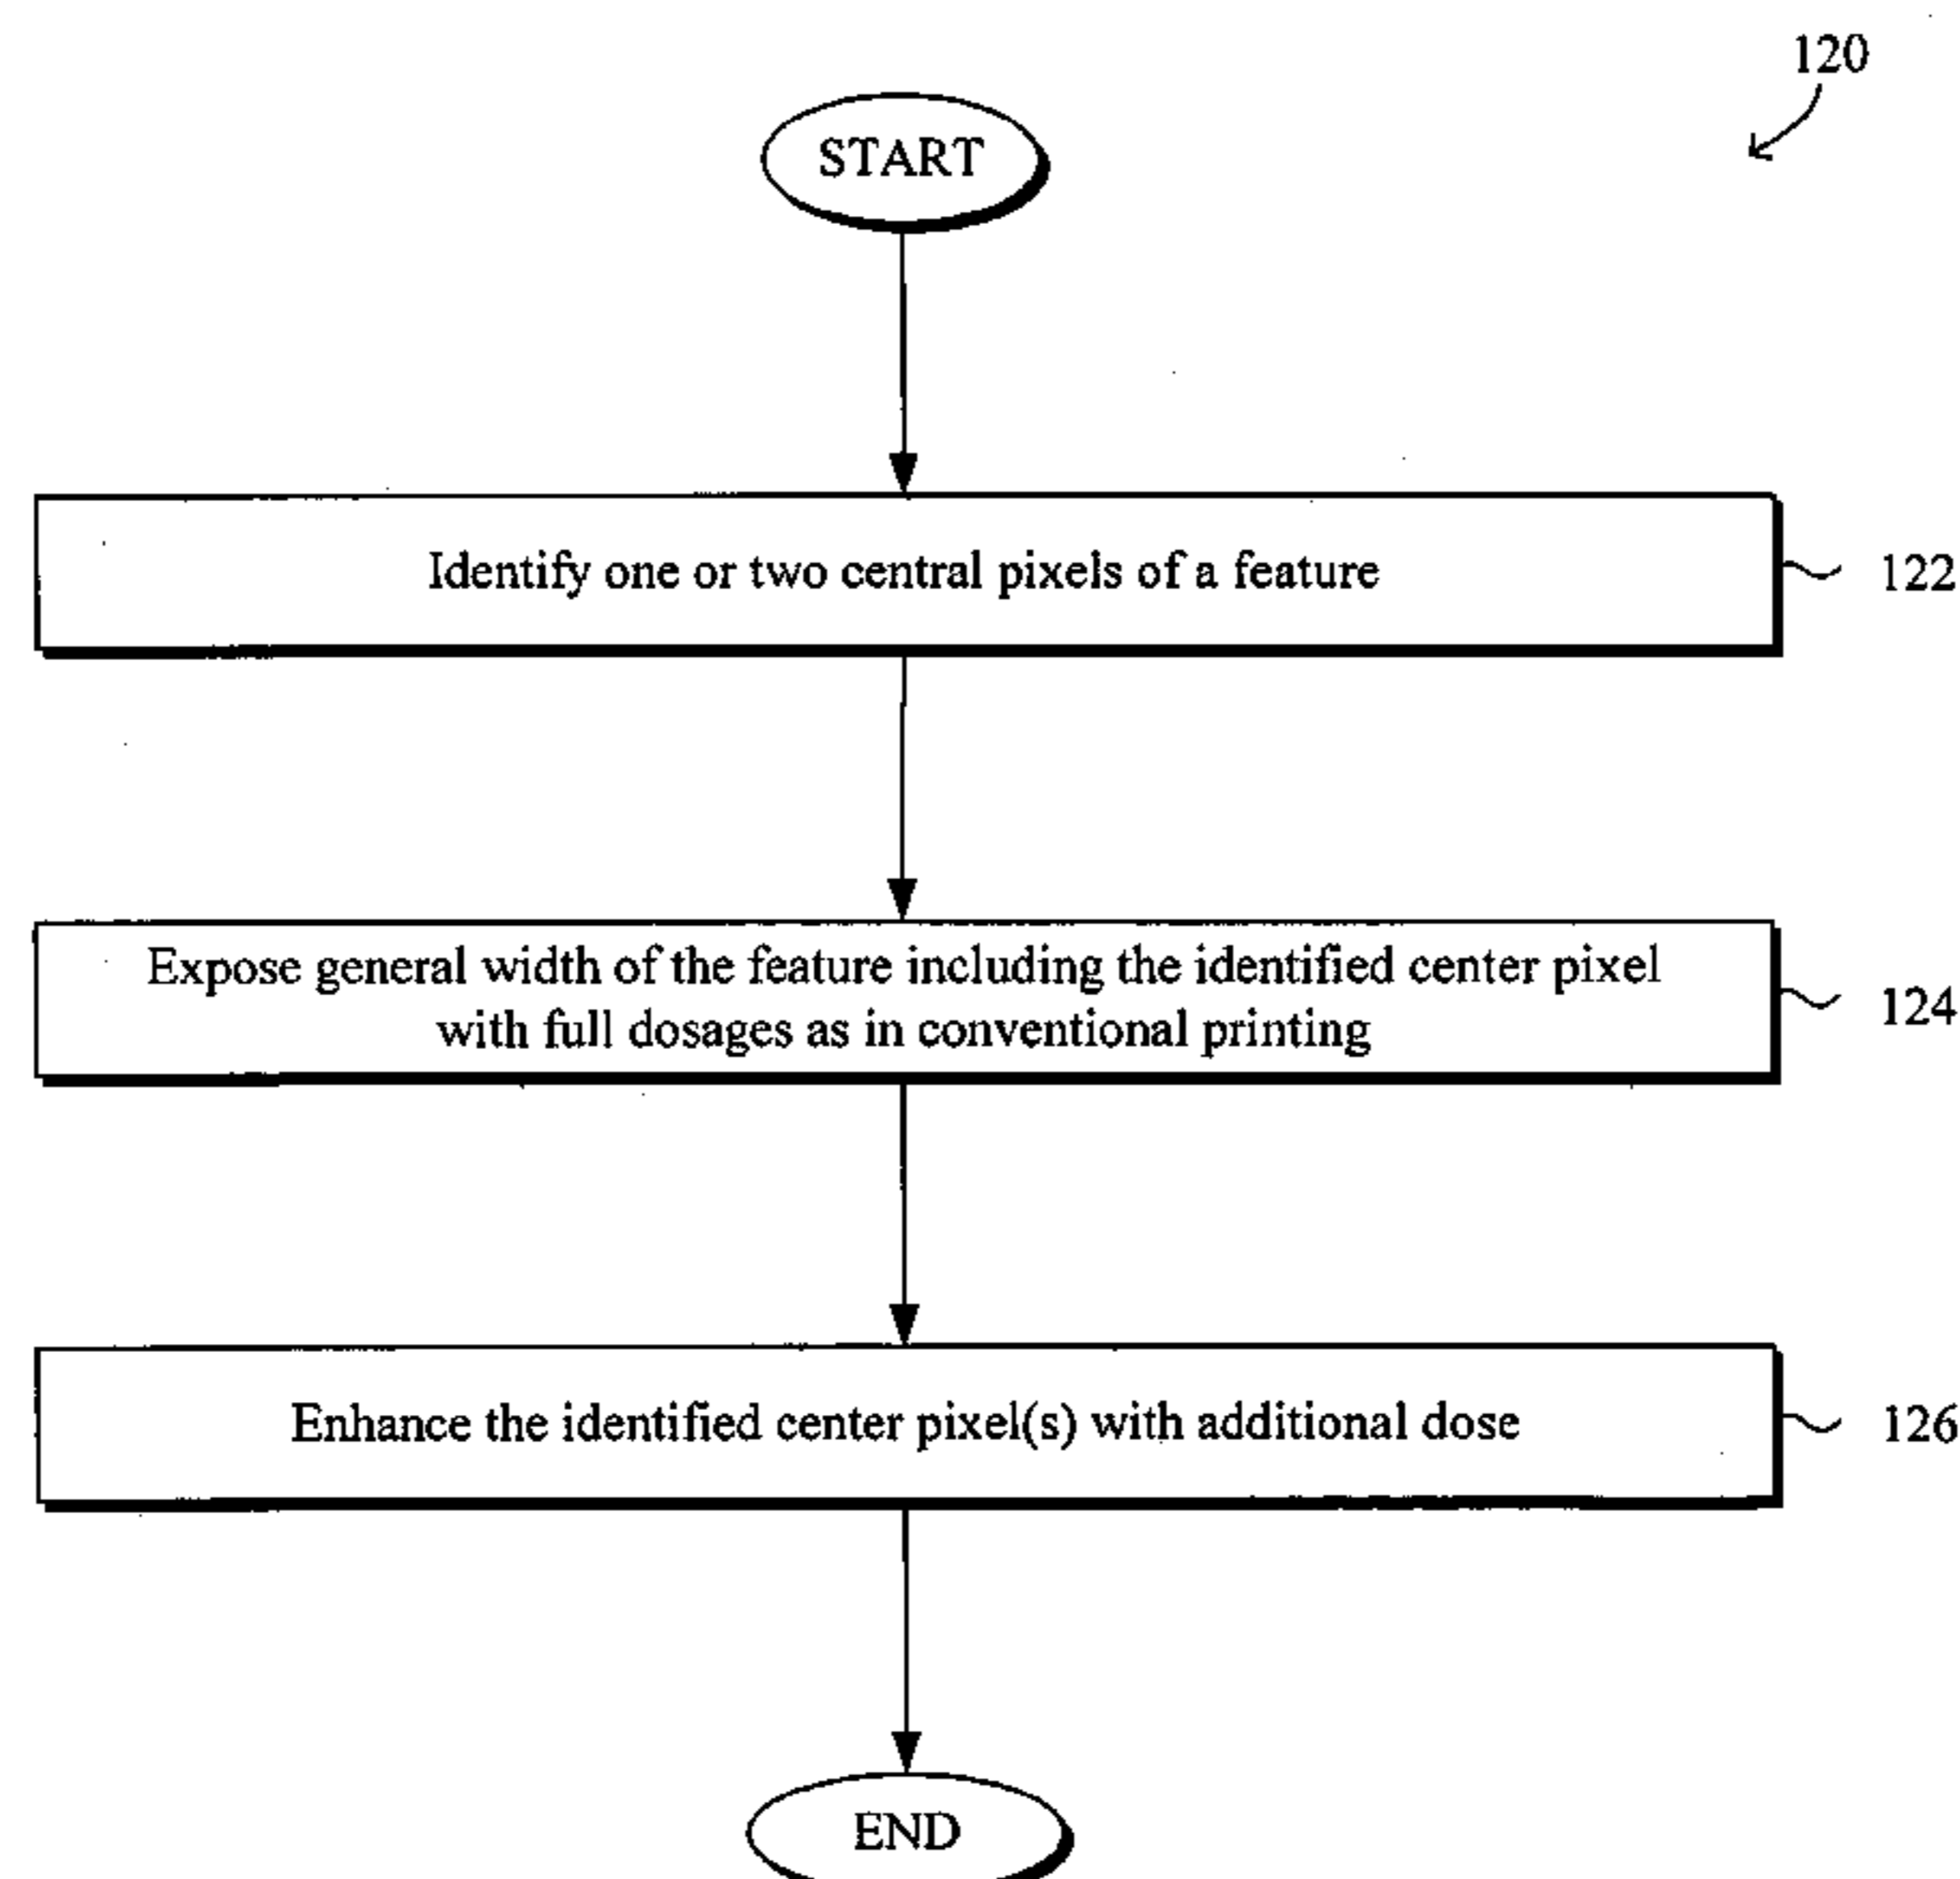 120
START
Identify one or two central pixels of a feature
122
Expose general width of the feature including the identified center pixel
with full dosages as in conventional printing
124
Enhance the identified center pixel(s) with additional dose
126
END